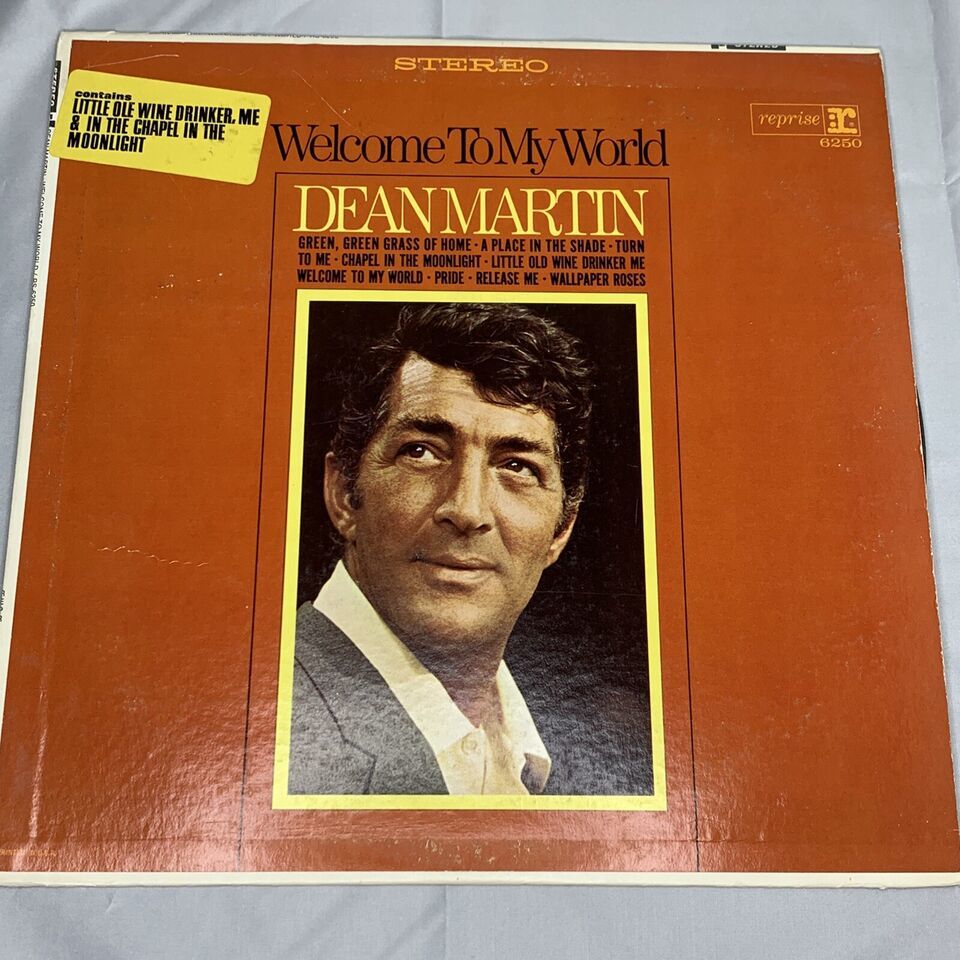 STEREO
contains
LITTLE OLE WINE DRINKER, ME
& IN THE CHAPEL IN THE
MOONLIGHT
reprise
6250
Welcome To My World
DEAN MARTIN
GREEN, GREEN GRASS OF HOME · A PLACE IN THE SHADE · TURN
TO ME · CHAPEL IN THE MOONLIGHT · LITTLE OLD WINE DRINKER ME
WELCOME TO MY WORLD · PRIDE · RELEASE ME · WALLPAPER ROSES